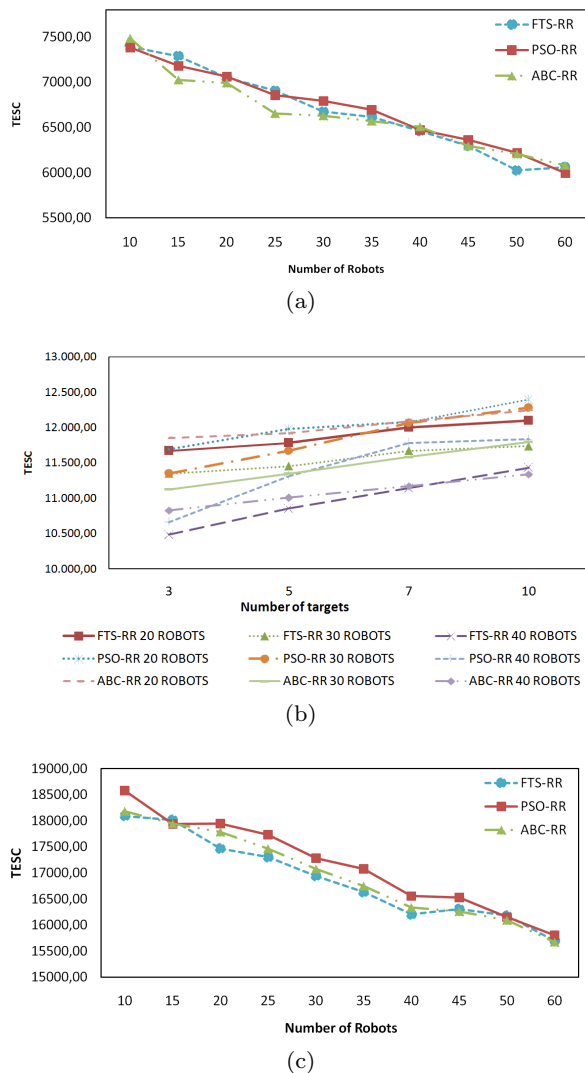 7500,00
7000,00
6500,00
6000,00
5500,00
TESC
FTS-RR
PSO-RR
ABC-RR
10 15 20 25 30 35 40 45 50 60
Number of Robots
(a)
13.000,00
12.500,00
12.000,00
11.500,00
11.000,00
10.500,00
10.000,00
TESC
3 5 7 10
Number of targets
FTS-RR 20 ROBOTS FTS-RR 30 ROBOTS FTS-RR 40 ROBOTS
PSO-RR 20 ROBOTS PSO-RR 30 ROBOTS PSO-RR 40 ROBOTS
ABC-RR 20 ROBOTS ABC-RR 30 ROBOTS ABC-RR 40 ROBOTS
(b)
19000,00
18500,00
18000,00
17500,00
17000,00
16500,00
16000,00
15500,00
15000,00
TESC
FTS-RR
PSO-RR
ABC-RR
10 15 20 25 30 35 40 45 50 60
Number of Robots
(c)